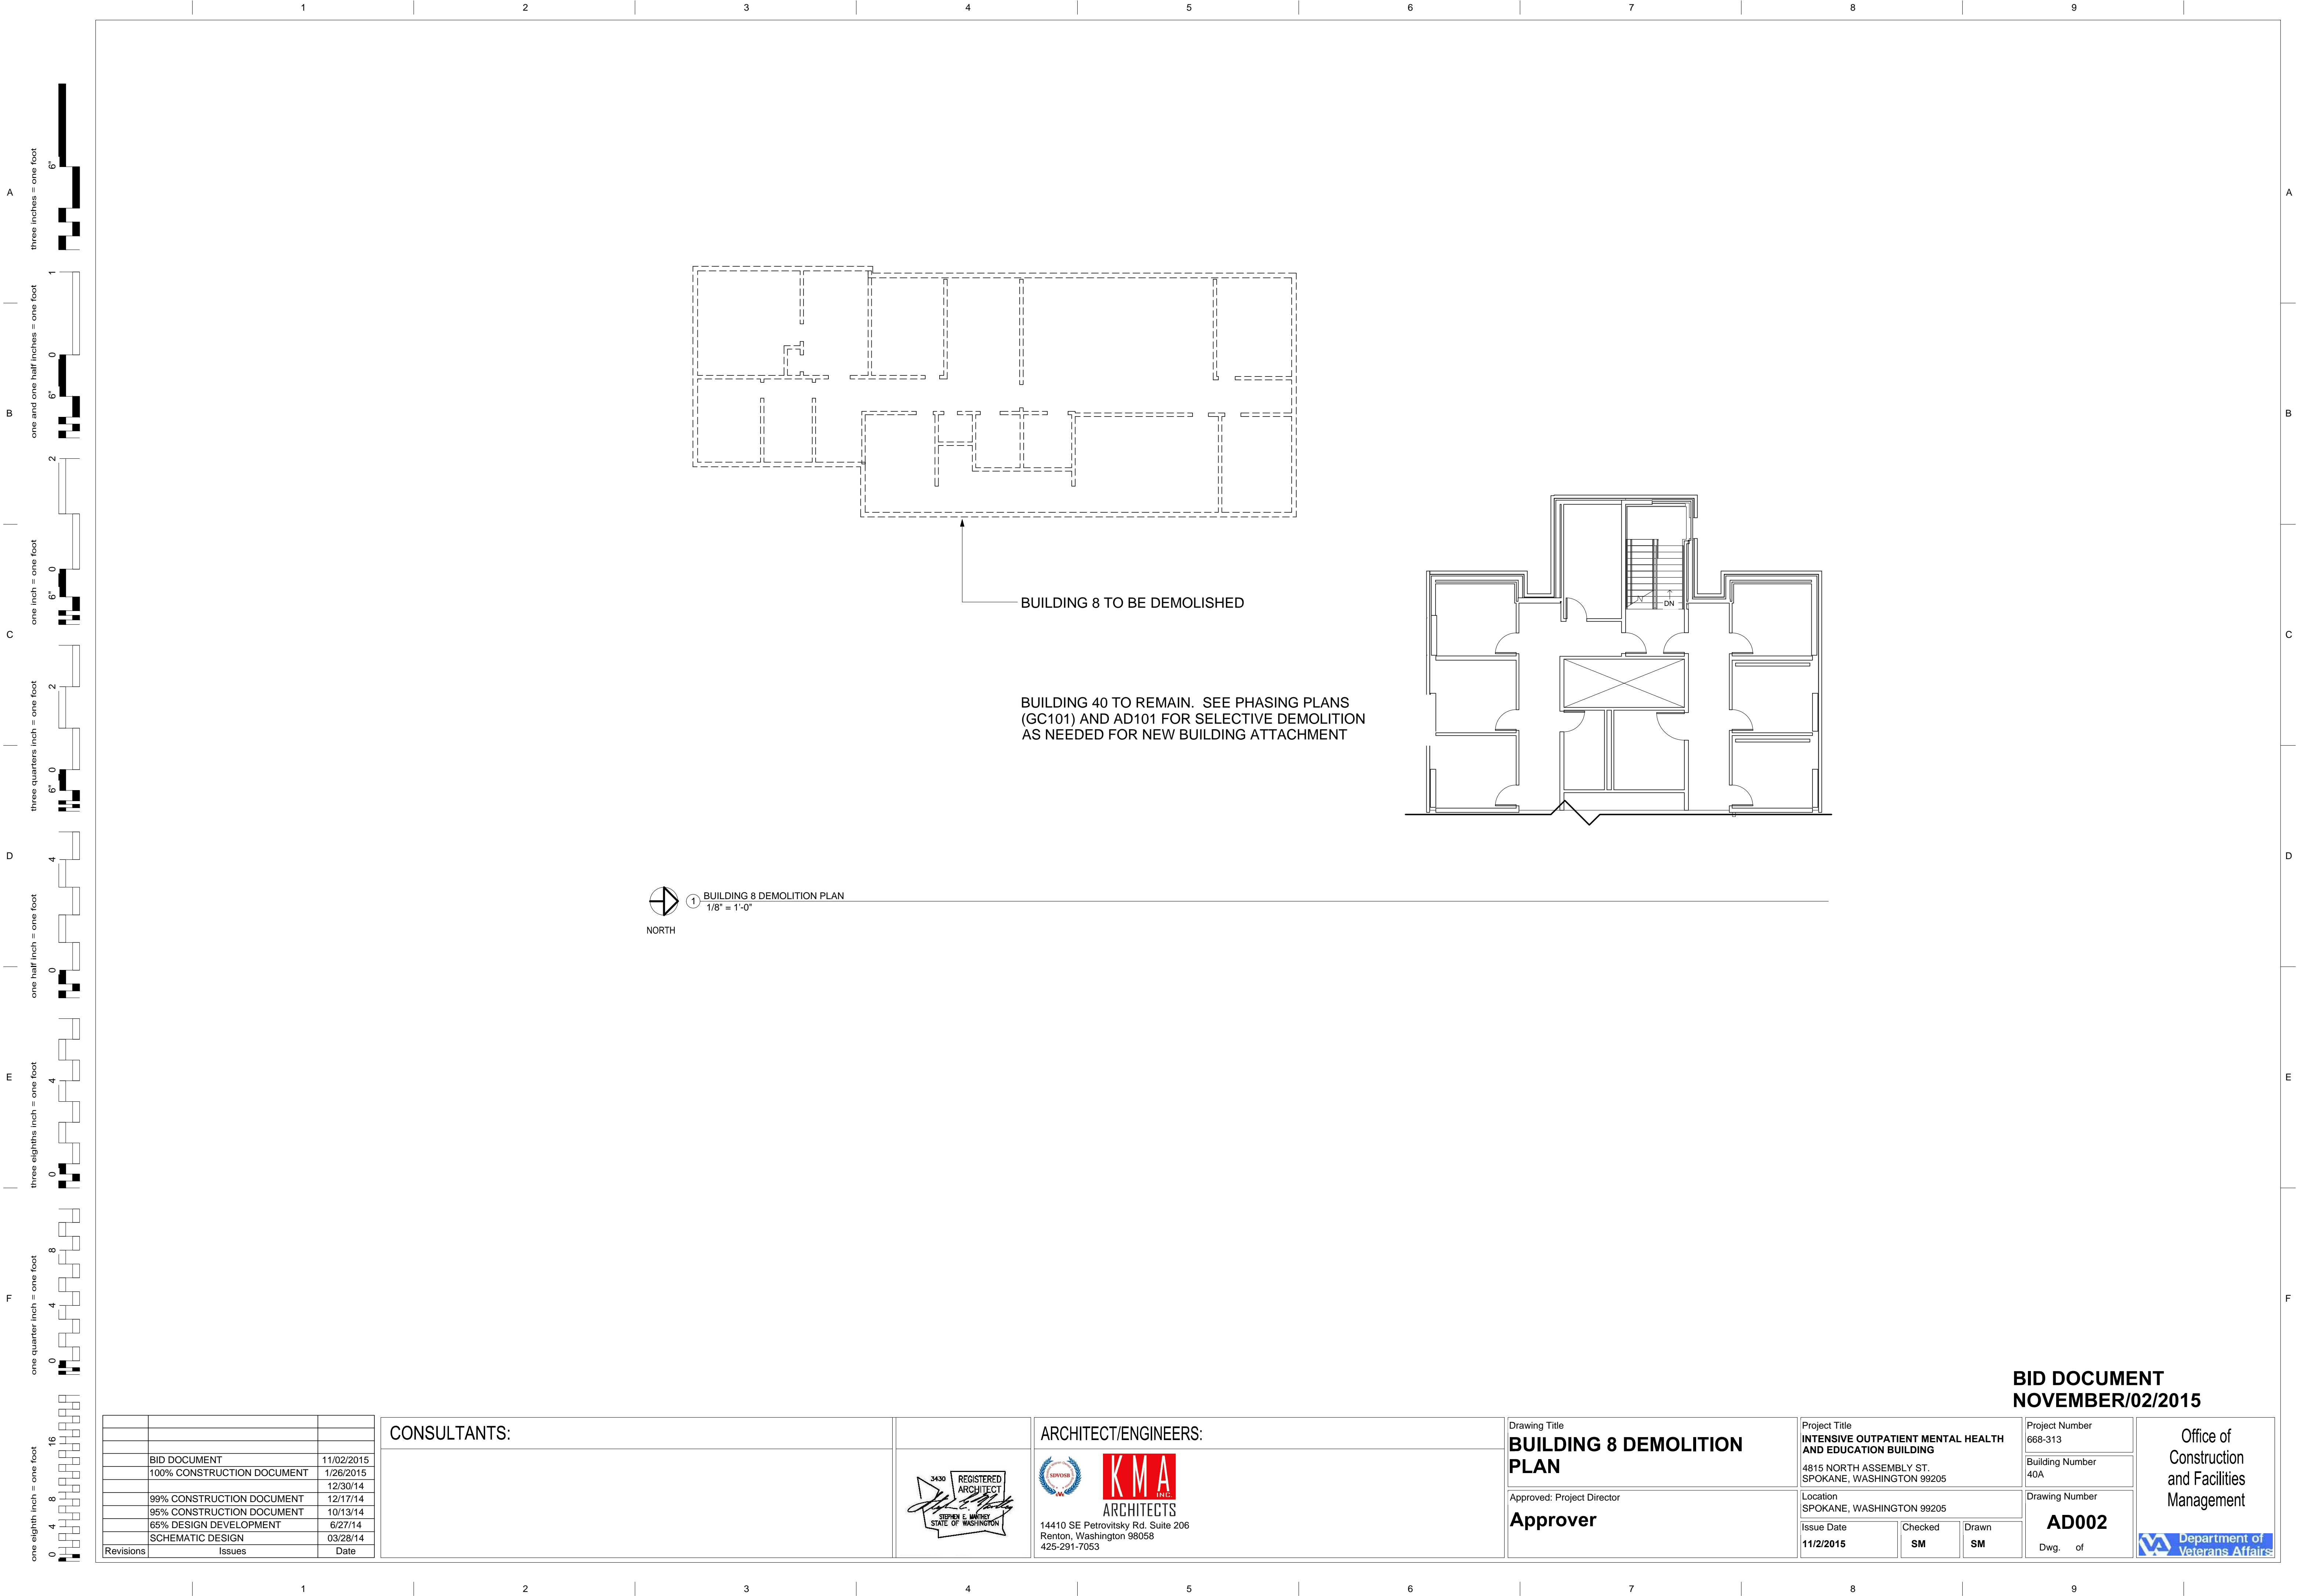 1 2 3 4 5 6 7 8 9
A
B
C
D
E
F
three inches = one foot
6"
one and one half inches = one foot
1
0
6"
one inch = one foot
2
0
6"
three quarters inch = one foot
2
0
6"
one half inch = one foot
4
0
three eighths inch = one foot
4
0
one quarter inch = one foot
8
4
0
one eighth inch = one foot
16
8
4
0
BUILDING 8 TO BE DEMOLISHED
DN
BUILDING 40 TO REMAIN. SEE PHASING PLANS
(GC101) AND AD101 FOR SELECTIVE DEMOLITION
AS NEEDED FOR NEW BUILDING ATTACHMENT
NORTH
1
BUILDING 8 DEMOLITION PLAN
1/8" = 1'-0"
A
B
C
D
E
F
BID DOCUMENT
NOVEMBER/02/2015
BID DOCUMENT 11/02/2015
100% CONSTRUCTION DOCUMENT 1/26/2015
12/30/14
99% CONSTRUCTION DOCUMENT 12/17/14
95% CONSTRUCTION DOCUMENT 10/13/14
65% DESIGN DEVELOPMENT 6/27/14
SCHEMATIC DESIGN 03/28/14
Revisions Issues Date
CONSULTANTS:
3430 REGISTERED
ARCHITECT
STEPHEN E. MANTHEY
STATE OF WASHINGTON
ARCHITECT/ENGINEERS:
SDVOSB
KMA
INC.
ARCHITECTS
14410 SE Petrovitsky Rd. Suite 206
Renton, Washington 98058
425-291-7053
Drawing Title
BUILDING 8 DEMOLITION
PLAN
Approved: Project Director
Approver
Project Title
INTENSIVE OUTPATIENT MENTAL HEALTH
AND EDUCATION BUILDING
4815 NORTH ASSEMBLY ST.
SPOKANE, WASHINGTON 99205
Location
SPOKANE, WASHINGTON 99205
Issue Date
11/2/2015
Checked
SM
Drawn
SM
Project Number
668-313
Building Number
40A
Drawing Number
AD002
Dwg. of
Office of
Construction
and Facilities
Management
VA
Department of
Veterans Affairs
1 2 3 4 5 6 7 8 9